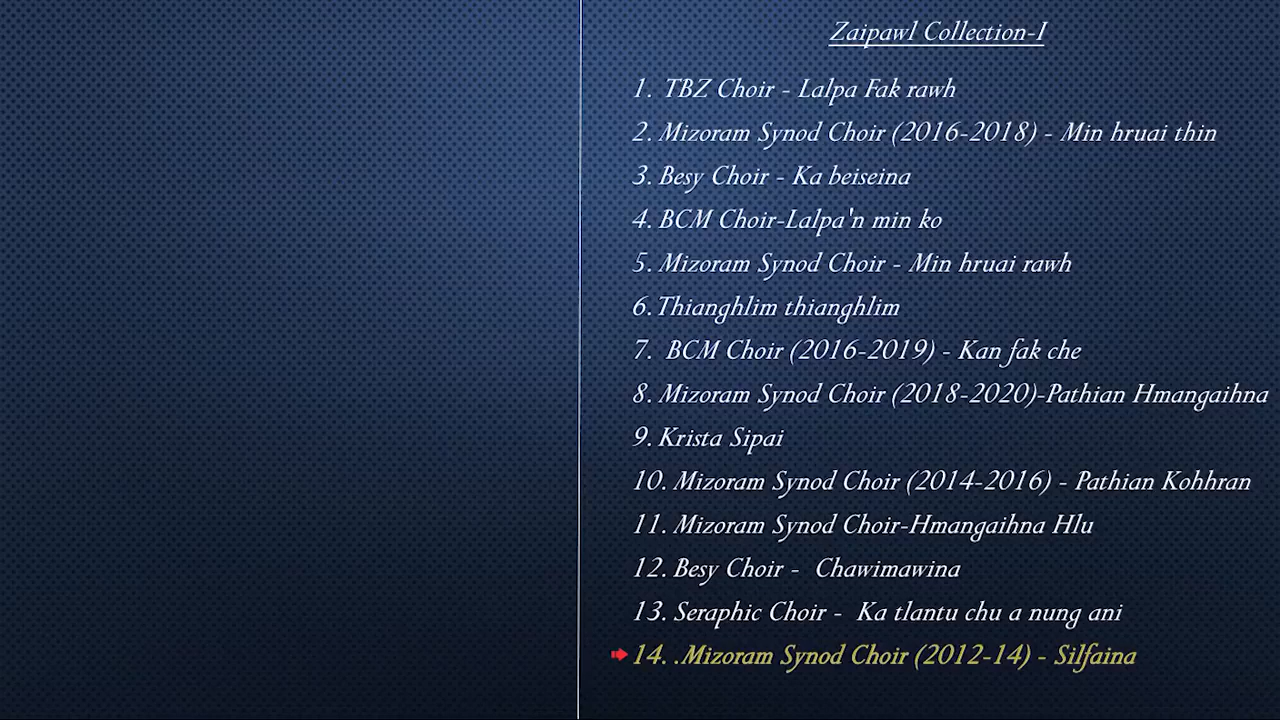 Zaipawl Collection-I
1. TBZ Choir - Lalpa Fak rawh
2. Mizoram Synod Choir (2016-2018) - Min hruai thin
3. Besy Choir - Ka beiseina
4. BCM Choir-Lalpa'n min ko
5. Mizoram Synod Choir - Min hruai rawh
6. Thianghlim thianghlim
7. BCM Choir (2016-2019) - Kan fak che
8. Mizoram Synod Choir (2018-2020)-Pathian Hmangaihna
9. Krista Sipai
10. Mizoram Synod Choir (2014-2016) - Pathian Kohhran
11. Mizoram Synod Choir-Hmangaihna Hlu
12. Besy Choir - Chawimawina
13. Seraphic Choir - Ka tlantu chu a nung ani
14. .Mizoram Synod Choir (2012-14) - Silfaina